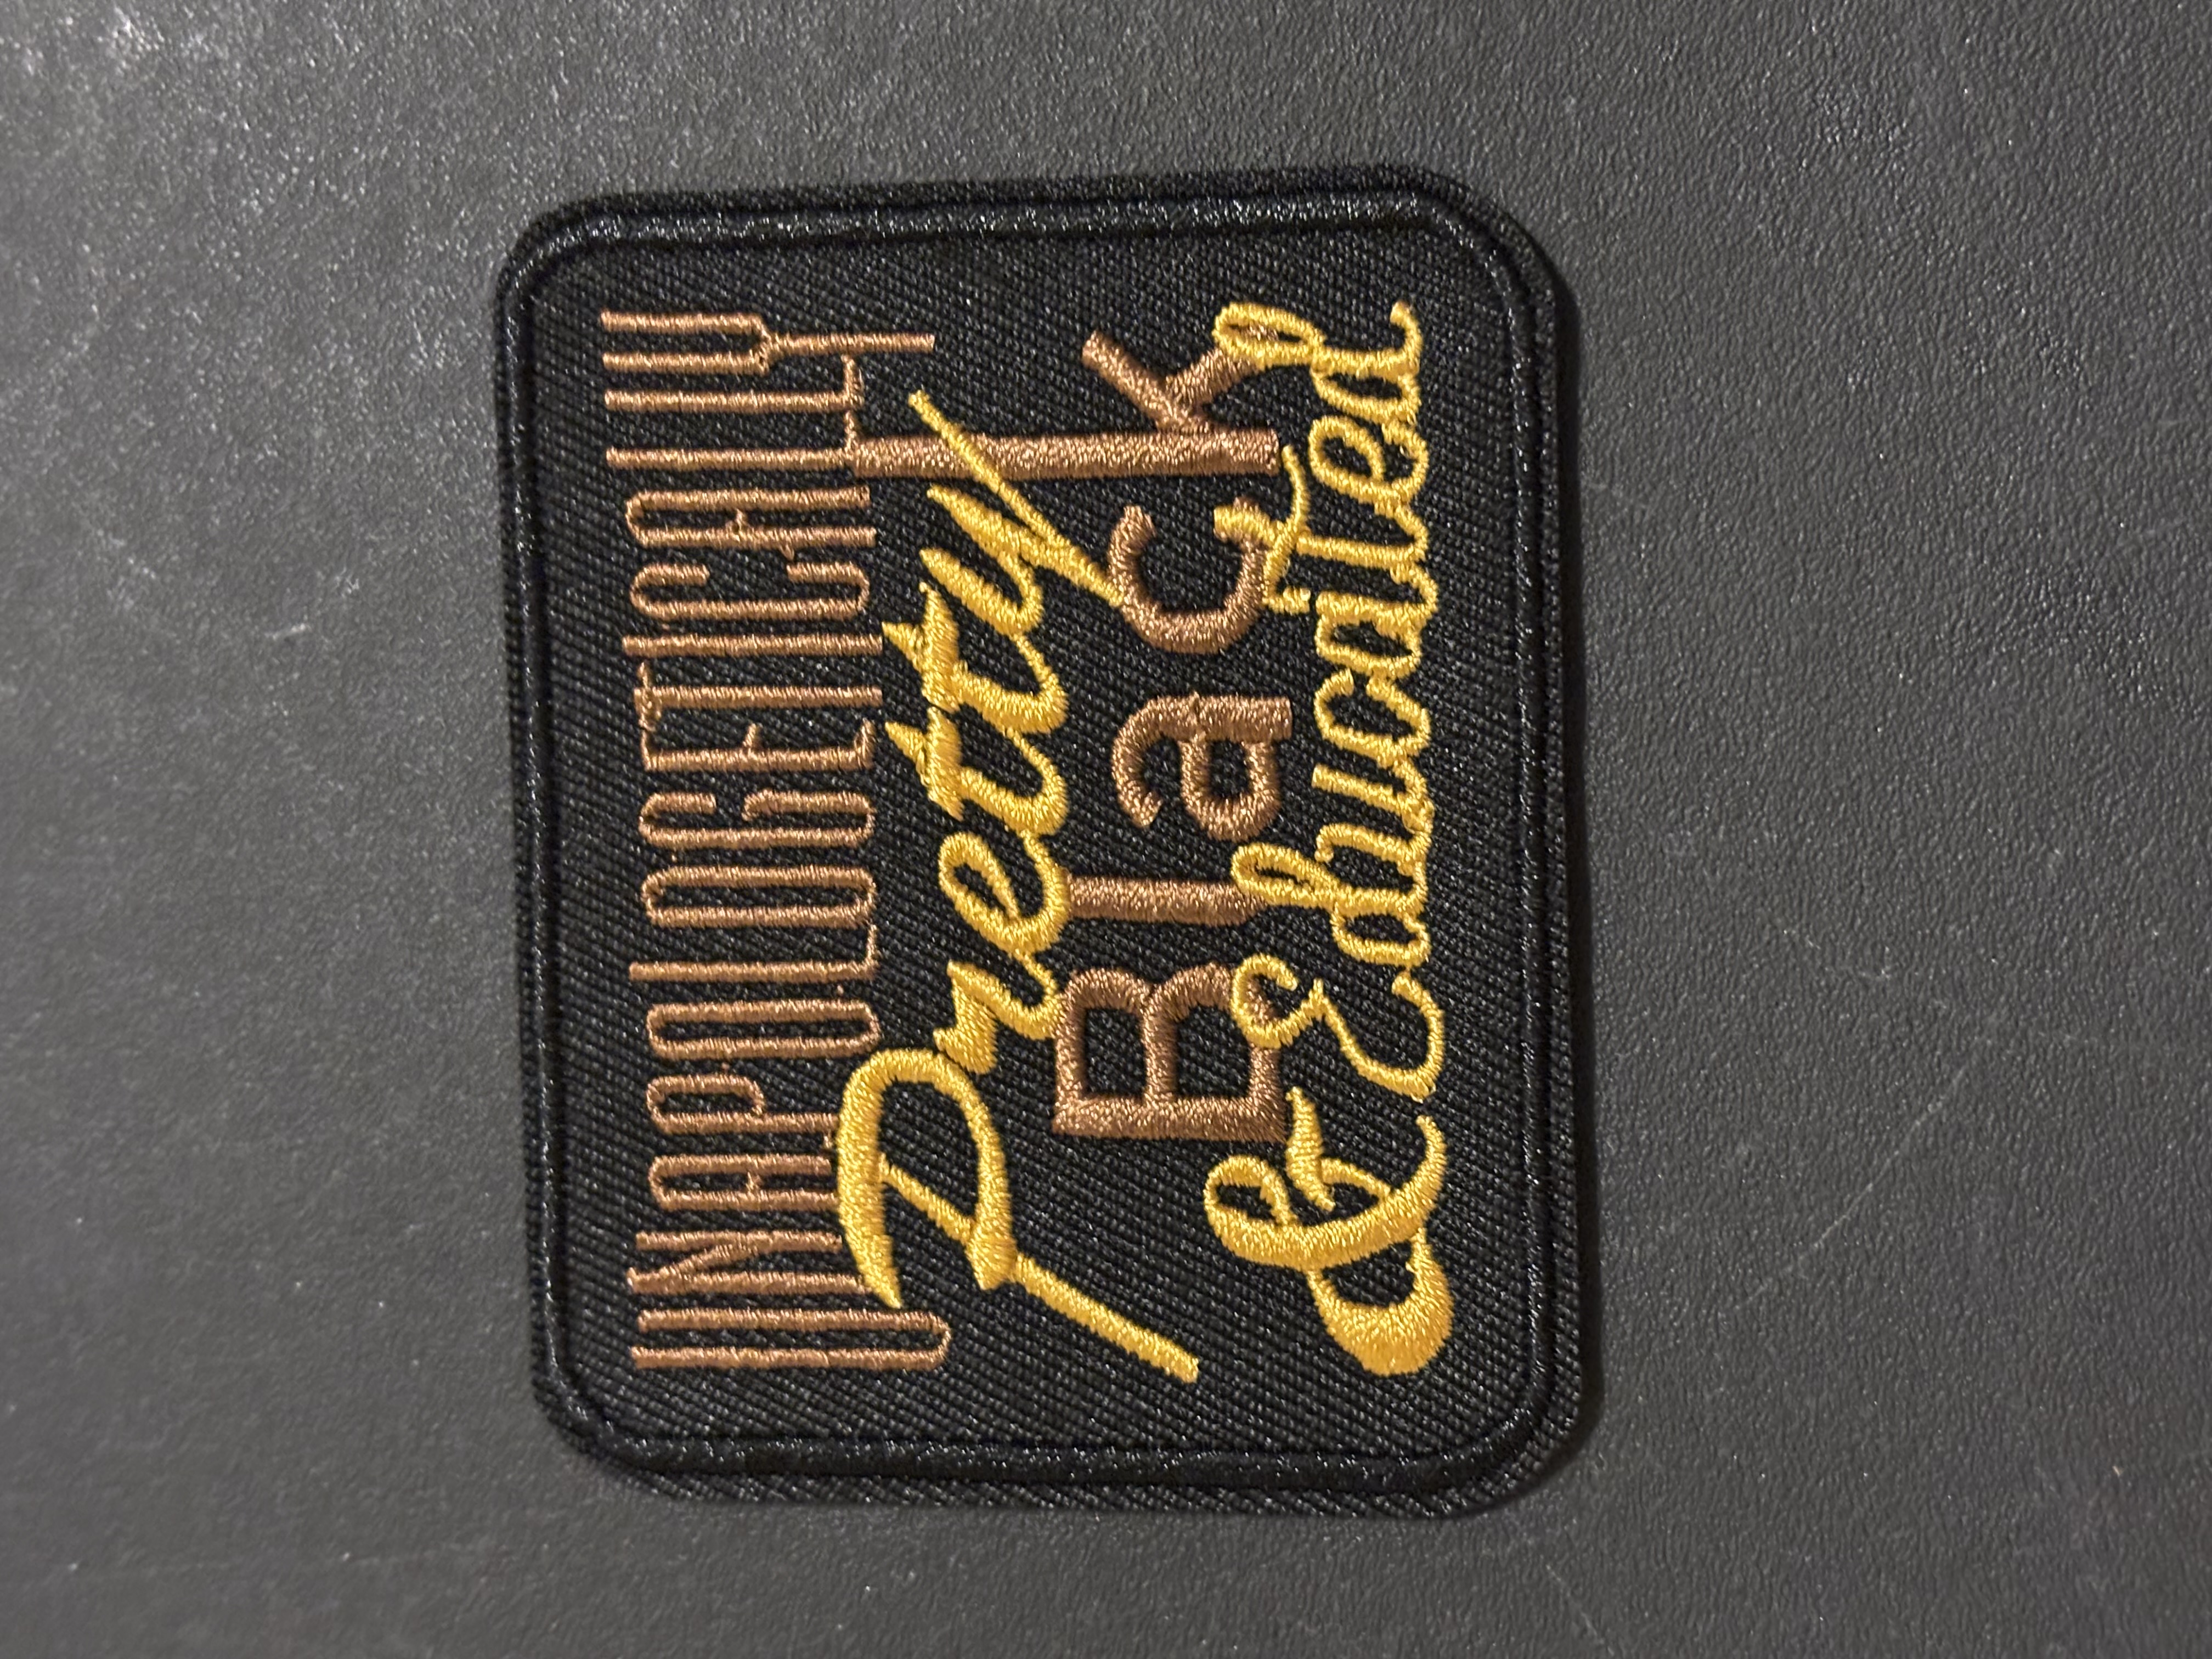 UNAPOLOGETICALLY
Pretty
Black
& Educated